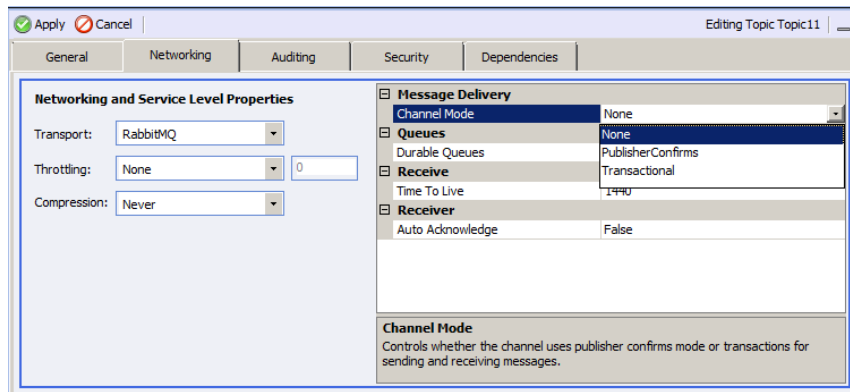 Apply Cancel Editing Topic Topic11
General Networking Auditing Security Dependencies
Networking and Service Level Properties
Transport: RabbitMQ
Throttling: None 0
Compression: Never
Message Delivery
Channel Mode None
None
PublisherConfirms
Transactional
Queues
Durable Queues
Receive
Time To Live 1440
Receiver
Auto Acknowledge False
Channel Mode
Controls whether the channel uses publisher confirms mode or transactions for
sending and receiving messages.